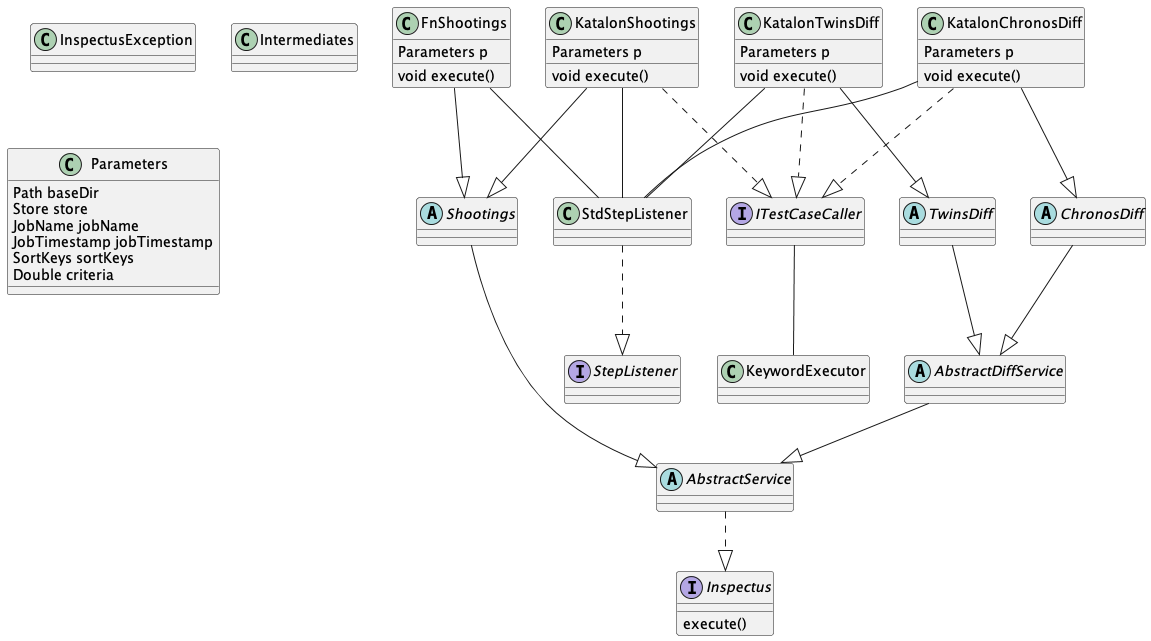 C InspectusException
C Intermediates
C FnShootings
Parameters p
void execute()
C KatalonShootings
Parameters p
void execute()
C KatalonTwinsDiff
Parameters p
void execute()
C KatalonChronosDiff
Parameters p
void execute()
C Parameters
Path baseDir
Store store
JobName jobName
JobTimestamp jobTimestamp
SortKeys sortKeys
Double criteria
A Shootings
C StdStepListener
I ITestCaseCaller
A TwinsDiff
A ChronosDiff
I StepListener
C KeywordExecutor
A AbstractDiffService
A AbstractService
I Inspectus
execute()